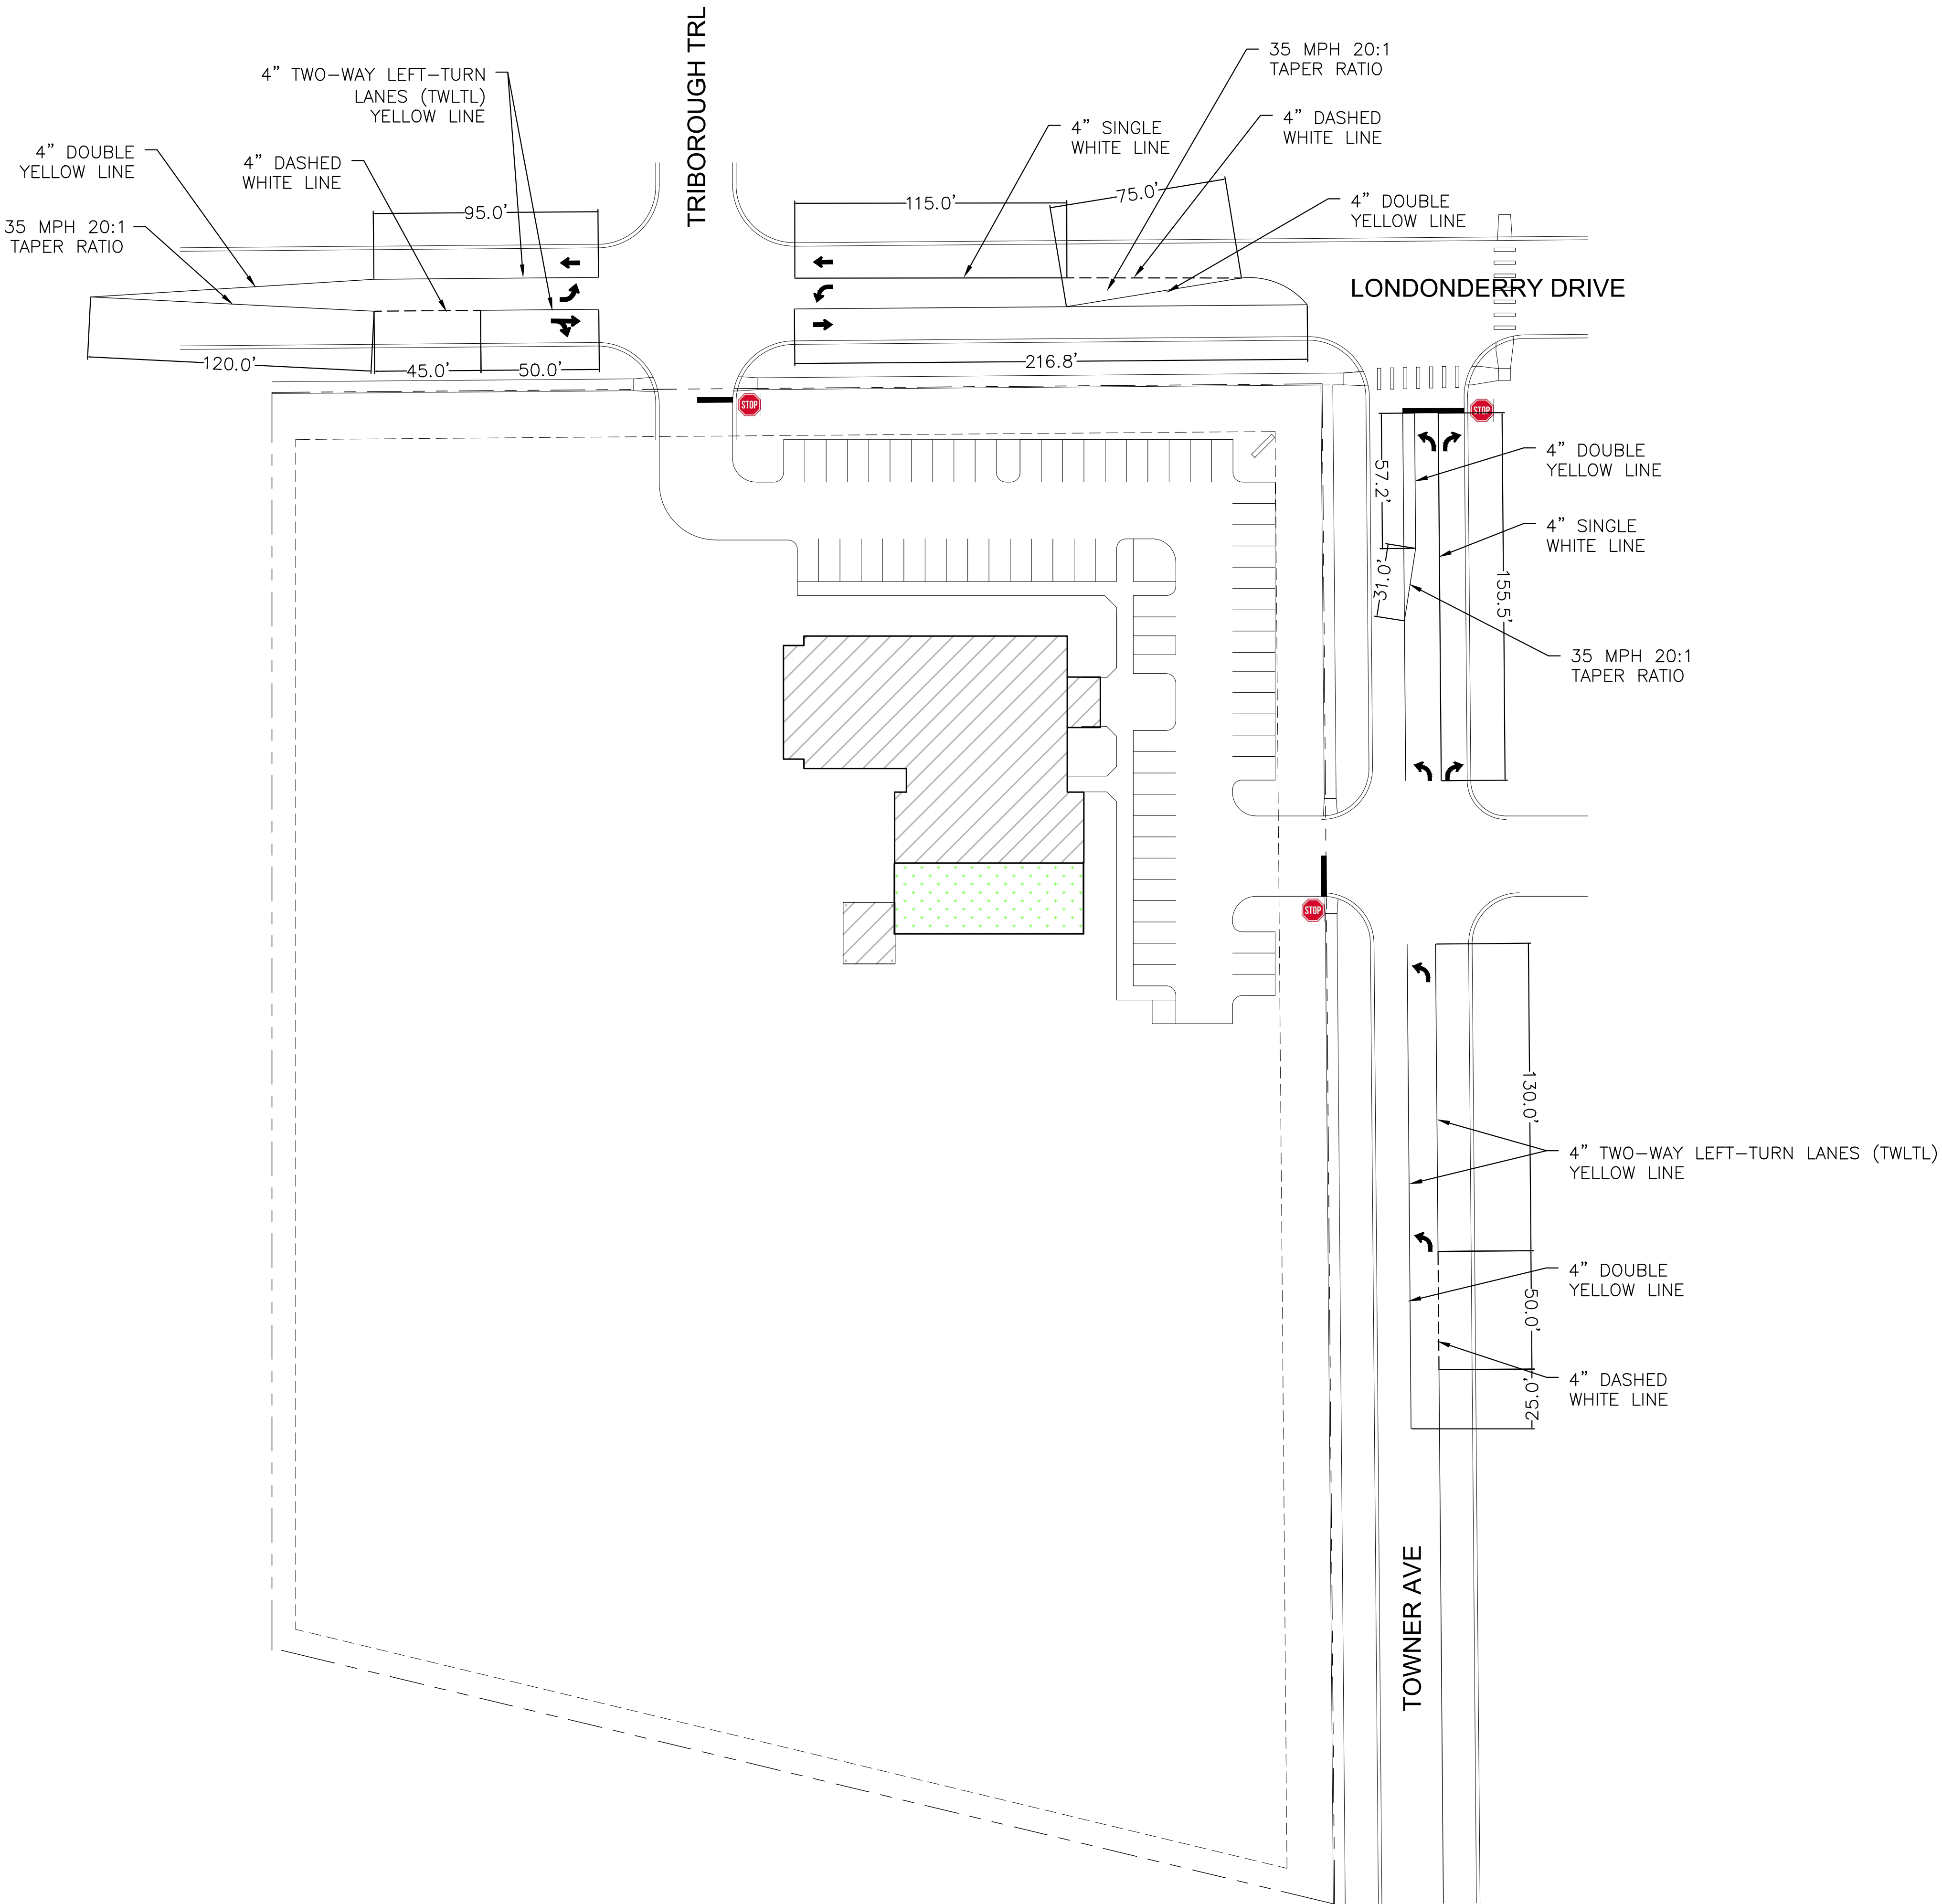 TRIBOROUGH TRL
35 MPH 20:1
TAPER RATIO
4” TWO-WAY LEFT-TURN
LANES (TWLTL)
YELLOW LINE
4” DASHED
WHITE LINE
4” SINGLE
WHITE LINE
4” DOUBLE
YELLOW LINE
4” DASHED
WHITE LINE
4” DOUBLE
YELLOW LINE
35 MPH 20:1
TAPER RATIO
95.0’
115.0’
75.0’
LONDONDERRY DRIVE
120.0’
45.0’
50.0’
216.8’
STOP
STOP
57.2’
31.0’
155.5’
4” DOUBLE
YELLOW LINE
4” SINGLE
WHITE LINE
35 MPH 20:1
TAPER RATIO
STOP
130.0’
4” TWO-WAY LEFT-TURN LANES (TWLTL)
YELLOW LINE
4” DOUBLE
YELLOW LINE
50.0’
4” DASHED
WHITE LINE
25.0’
TOWNER AVE